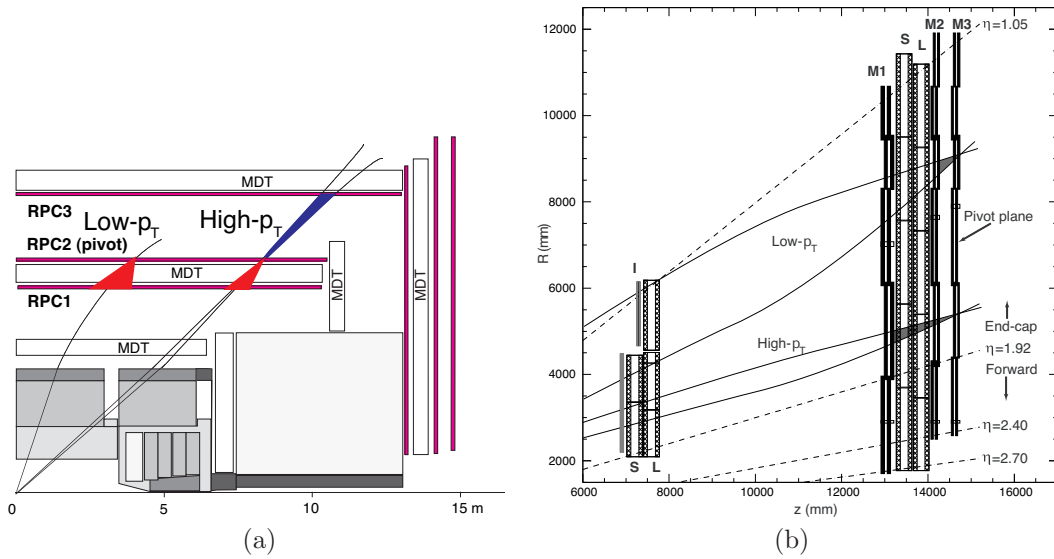 MDT
RPC3
Low-pT
High-pT
RPC2 (pivot)
MDT
MDT
RPC1
MDT
MDT
0
5
10
15 m
(a)
12000
10000
8000
6000
4000
2000
R (mm)
M2 M3
η=1.05
S
L
M1
Low-pT
Pivot plane
I
End-cap
High-pT
η=1.92
Forward
η=2.40
η=2.70
S L
6000 8000 10000 12000 14000 16000
z (mm)
(b)